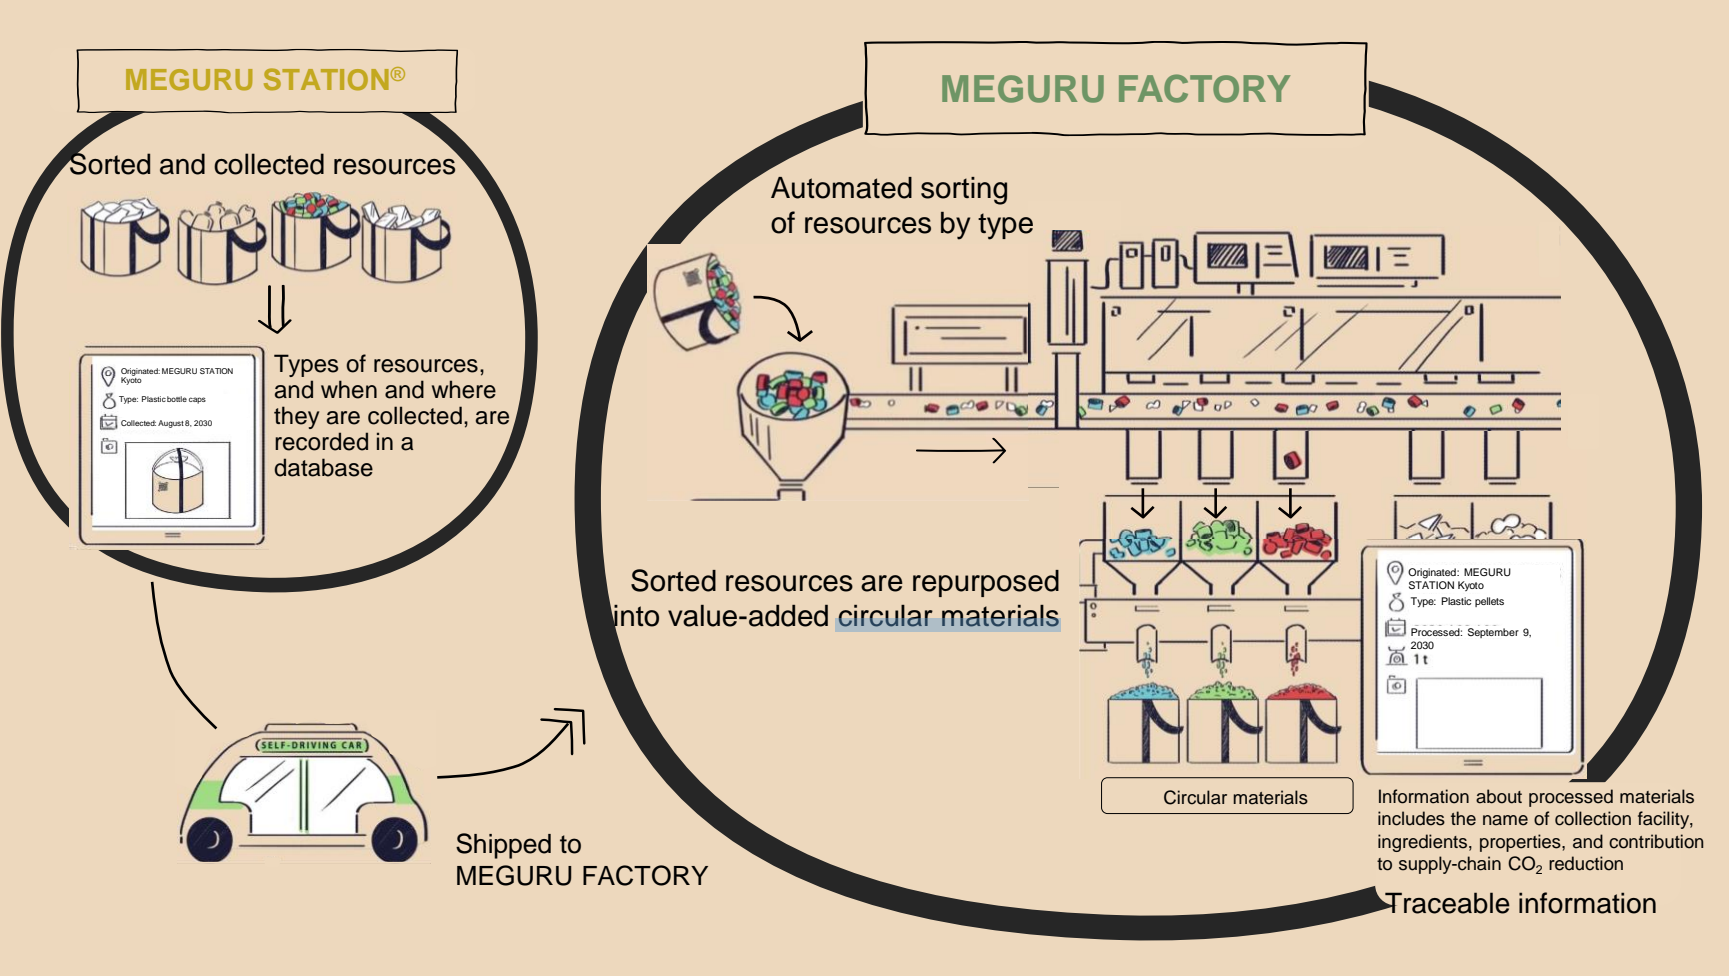 MEGURU STATION®
Sorted and collected resources
Originated: MEGURU STATION
Kyoto
Type: Plastic bottle caps
Collected: August 8, 2030
Types of resources,
and when and where
they are collected, are
recorded in a
database
SELF-DRIVING CAR
Shipped to
MEGURU FACTORY
MEGURU FACTORY
Automated sorting
of resources by type
Sorted resources are repurposed
into value-added circular materials
Circular materials
Originated: MEGURU
STATION Kyoto
Type: Plastic pellets
Processed: September 9,
2030
1 t
Information about processed materials
includes the name of collection facility,
ingredients, properties, and contribution
to supply-chain CO₂ reduction
Traceable information